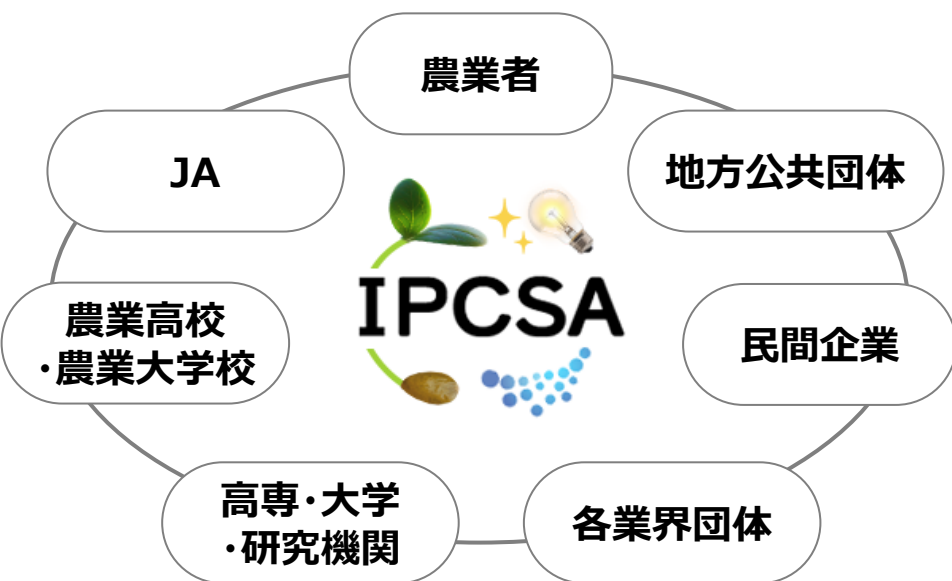 農業者
JA
地方公共団体
IPCSA
農業高校
･農業大学校
民間企業
高専･大学
･研究機関
各業界団体